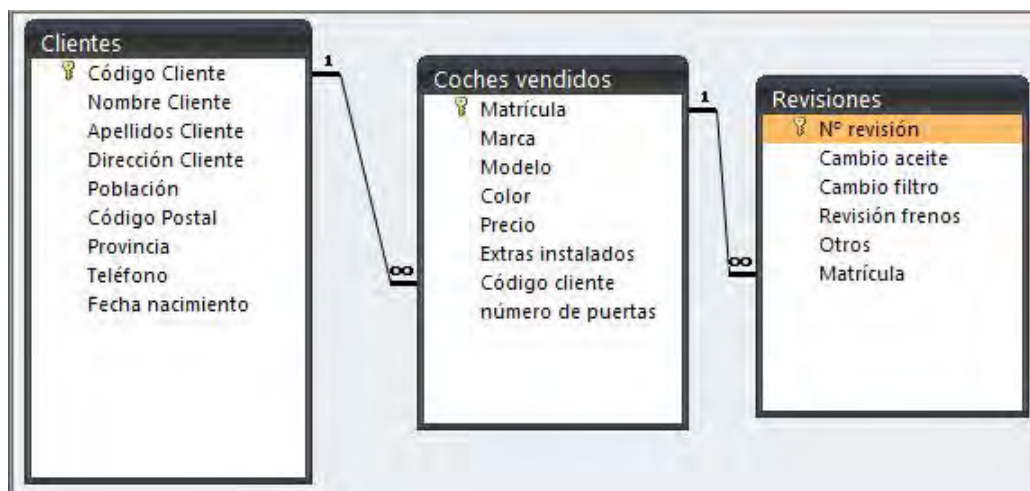 Clientes
Código Cliente
Nombre Cliente
Apellidos Cliente
Dirección Cliente
Población
Código Postal
Provincia
Teléfono
Fecha nacimiento
1
∞
Coches vendidos
Matrícula
Marca
Modelo
Color
Precio
Extras instalados
Código cliente
número de puertas
1
∞
Revisiones
Nº revisión
Cambio aceite
Cambio filtro
Revisión frenos
Otros
Matrícula